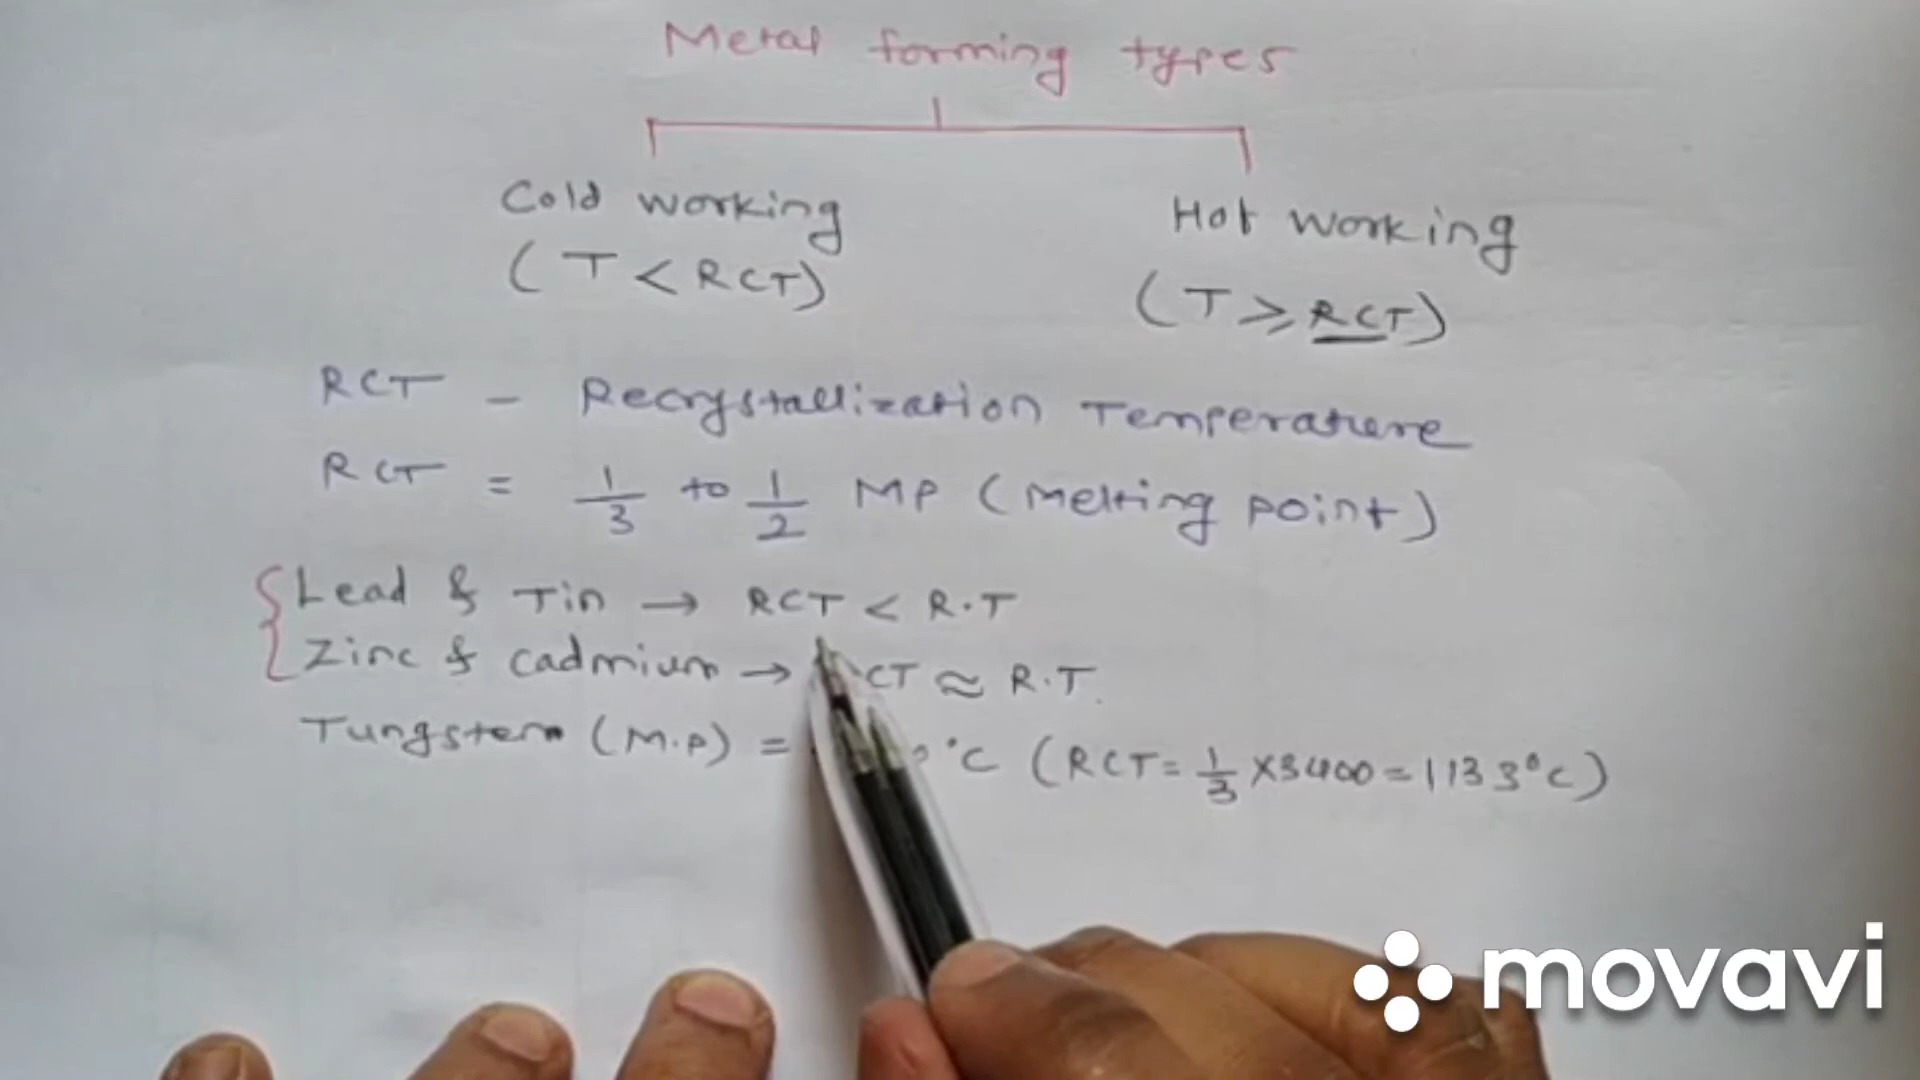 Metal forming types
Cold working
Hot working
(T < RCT)
(T ≥ RCT)
RCT - Recrystallization Temperature
RCT = 1/3 to 1/2 MP (Melting point)
Lead & Tin → RCT < R.T
Zinc & cadmium → CT ≈ R.T.
Tungsten (M.P) = °C (RCT = 1/3 X3400 = 1133°C)
movavi